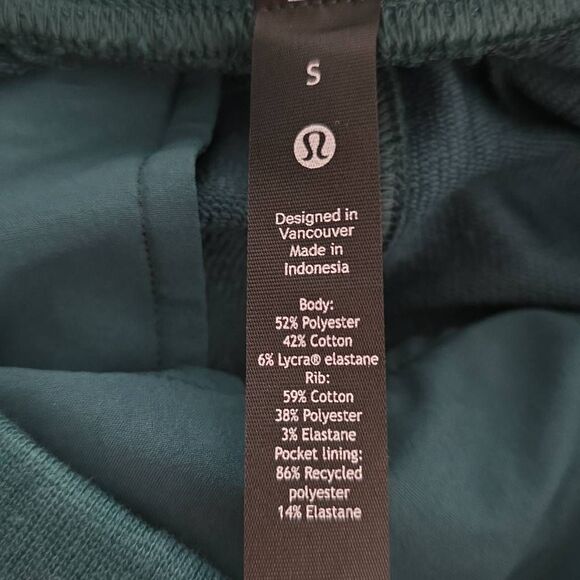 S
Designed in
Vancouver
Made in
Indonesia
Body:
52% Polyester
42% Cotton
6% Lycra® elastane
Rib:
59% Cotton
38% Polyester
3% Elastane
Pocket lining:
86% Recycled
polyester
14% Elastane